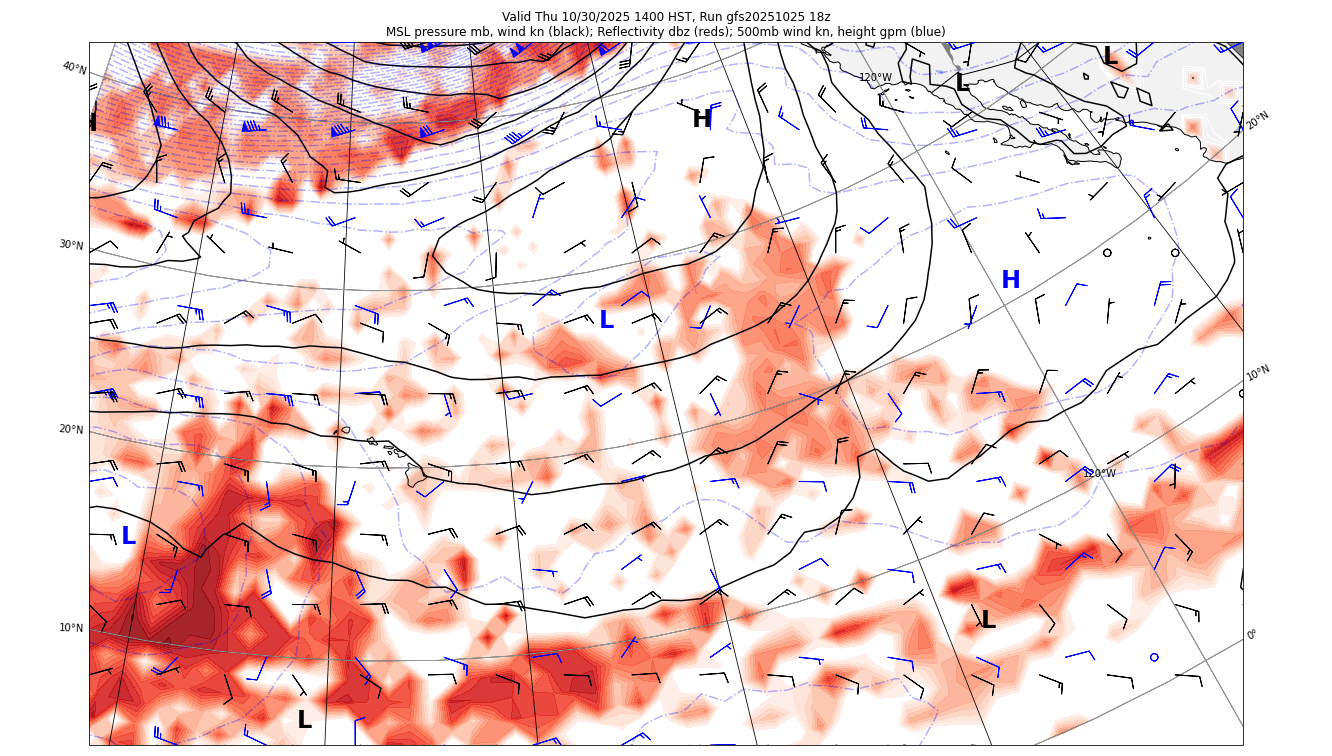 Valid Thu 10/30/2025 1400 HST, Run gfs20251025 18z
MSL pressure mb, wind kn (black); Reflectivity dbz (reds); 500mb wind kn, height gpm (blue)
L
40°N
120°W
L
H
H
20°N
30°N
H
L
10°N
20°N
120°W
L
10°N
L
0°
L